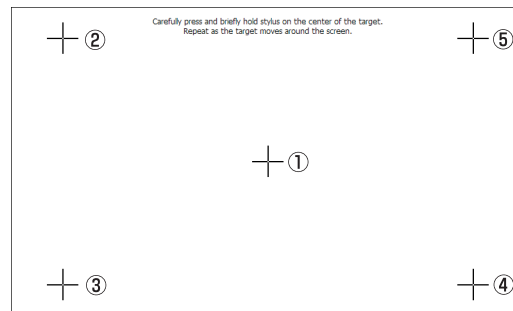 Carefully press and briefly hold stylus on the center of the target.
Repeat as the target moves around the screen.
② ⑤
①
③ ④